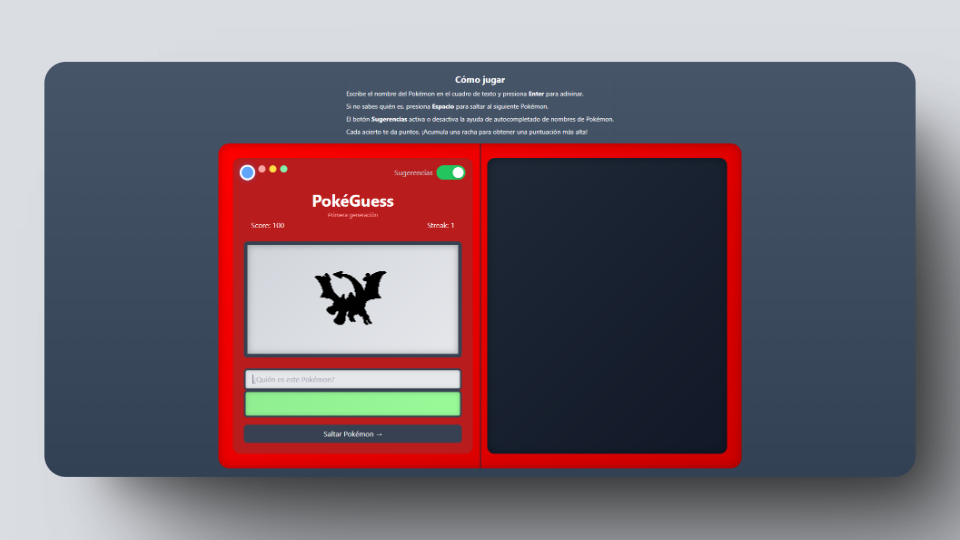 Cómo jugar
Escribe el nombre del Pokémon en el cuadro de texto y presiona Enter para adivinar.
Si no sabes quién es, presiona Espacio para saltar al siguiente Pokémon.
El botón Sugerencias activa o desactiva la ayuda de autocompletado de nombres de Pokémon.
Cada acierto te da puntos. ¡Acumula una racha para obtener una puntuación más alta!
Sugerencias
PokéGuess
Primera generación
Score: 100
Streak: 1
¿Quién es este Pokémon?
Saltar Pokémon →